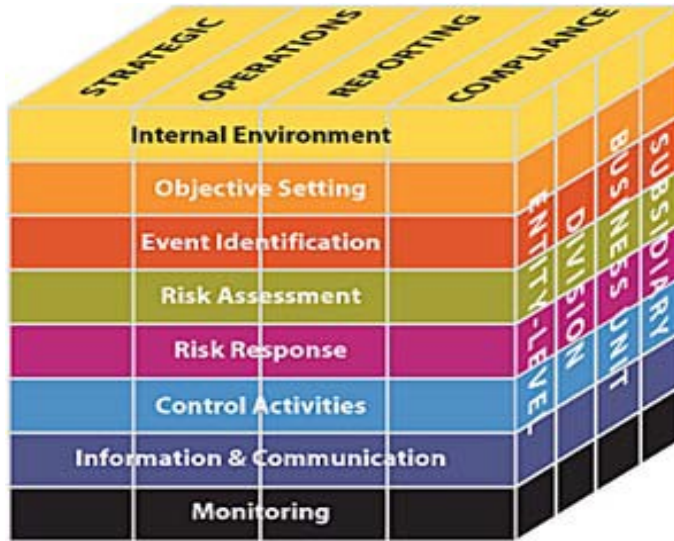 STRATEGIC
OPERATIONS
REPORTING
COMPLIANCE
Internal Environment
Objective Setting
Event Identification
Risk Assessment
Risk Response
Control Activities
Information & Communication
Monitoring
ENTITY-LEVEL
DIVISION
BUSINESS UNIT
SUBSIDIARY